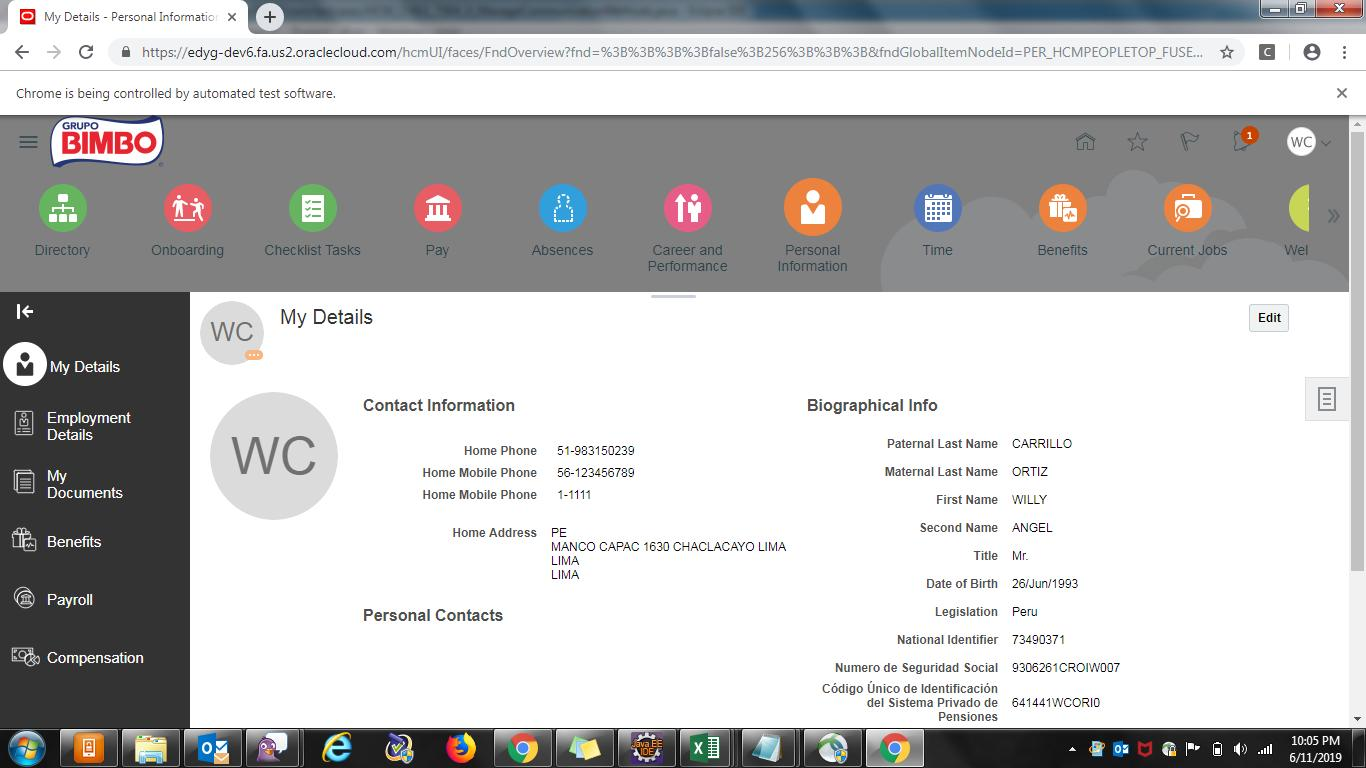 My Details - Personal Information
https://edyg-dev6.fa.us2.oraclecloud.com/hcmUI/faces/FndOverview?fnd=%3B%3B%3B%3Bfalse%3B256%3B%3B%3B&fndGlobalItemNodeId=PER_HCMPEOPLETOP_FUSE...
C
Chrome is being controlled by automated test software.
GRUPO
BIMBO
1
WC
Directory
Onboarding
Checklist Tasks
Pay
Absences
Career and
Performance
Personal
Information
Time
Benefits
Current Jobs
Wel
WC
My Details
Edit
My Details
Employment
Details
My
Documents
Benefits
Payroll
Compensation
WC
Contact Information
Home Phone 51-983150239
Home Mobile Phone 56-123456789
Home Mobile Phone 1-1111
Home Address PE
MANCO CAPAC 1630 CHACLACAYO LIMA
LIMA
LIMA
Personal Contacts
Biographical Info
Paternal Last Name CARRILLO
Maternal Last Name ORTIZ
First Name WILLY
Second Name ANGEL
Title Mr.
Date of Birth 26/Jun/1993
Legislation Peru
National Identifier 73490371
Numero de Seguridad Social 9306261CROIW007
Código Único de Identificación
del Sistema Privado de
Pensiones 641441WCORI0
Java EE
IDE
10:05 PM
6/11/2019